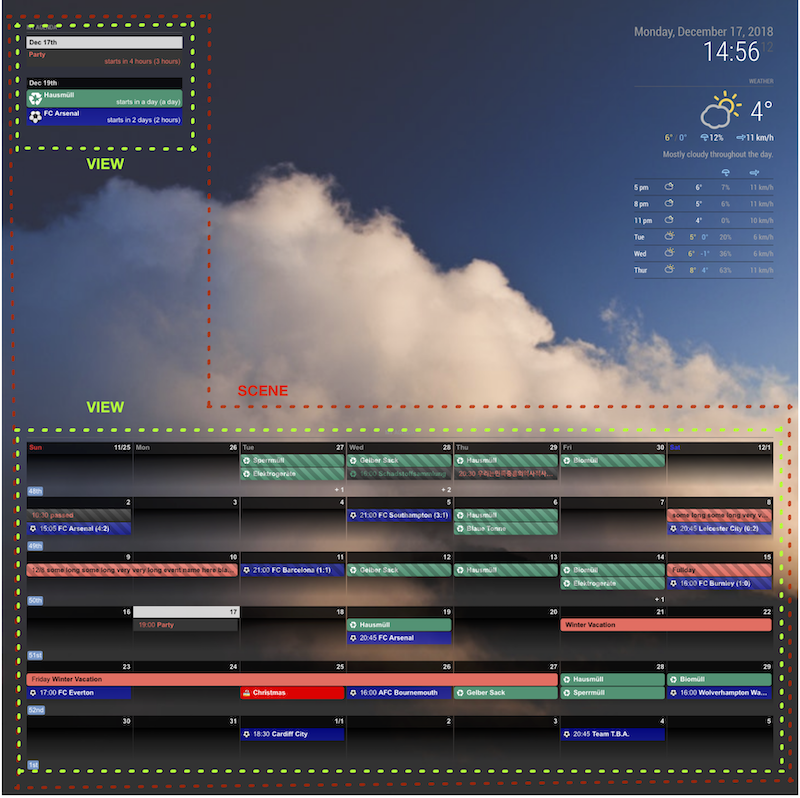 MY AGENDA
Dec 17th
Party
starts in 4 hours (3 hours)
Dec 19th
Hausmüll
starts in a day (a day)
FC Arsenal
starts in 2 days (2 hours)
VIEW
Monday, December 17, 2018
14:56 12
WEATHER
4°
6° 0° 12% 11 km/h
Mostly cloudy throughout the day.
5 pm 6° 7% 11 km/h
8 pm 5° 6% 11 km/h
11 pm 4° 0% 10 km/h
Tue 5° 0° 20% 6 km/h
Wed 6° -1° 36% 6 km/h
Thu 8° 4° 63% 11 km/h
SCENE
VIEW
Sun 11/25 Mon 26 Tue 27 Wed 28 Thu 29 Fri 30 Sat 12/1
Sperrmüll Gelber Sack Hausmüll Biomüll
Elektrogeräte 20:30
+ 1 + 2
48th
2 3 4 5 6 7 8
10:30 passed 21:00 FC Southampton (3:1) Hausmüll some long some long very v...
15:05 FC Arsenal (4:2) Blaue Tonne 20:45 Leicester City (0:2)
49th
9 10 11 12 13 14 15
12/8 some long some long very very long event name here bla... 21:00 FC Barcelona (1:1) Gelber Sack Hausmüll Biomüll Fullday
Elektrogeräte 16:00 FC Burnley (1:0)
+ 1
50th
16 17 18 19 20 21 22
19:00 Party Hausmüll Winter Vacation
20:45 FC Arsenal
51st
23 24 25 26 27 28 29
Friday Winter Vacation Hausmüll Biomüll
17:00 FC Everton Christmas 16:00 AFC Bournemouth Gelber Sack Sperrmüll 16:00 Wolverhampton Wa...
52nd
30 31 1/1 2 3 4 5
18:30 Cardiff City 20:45 Team T.B.A.
1st